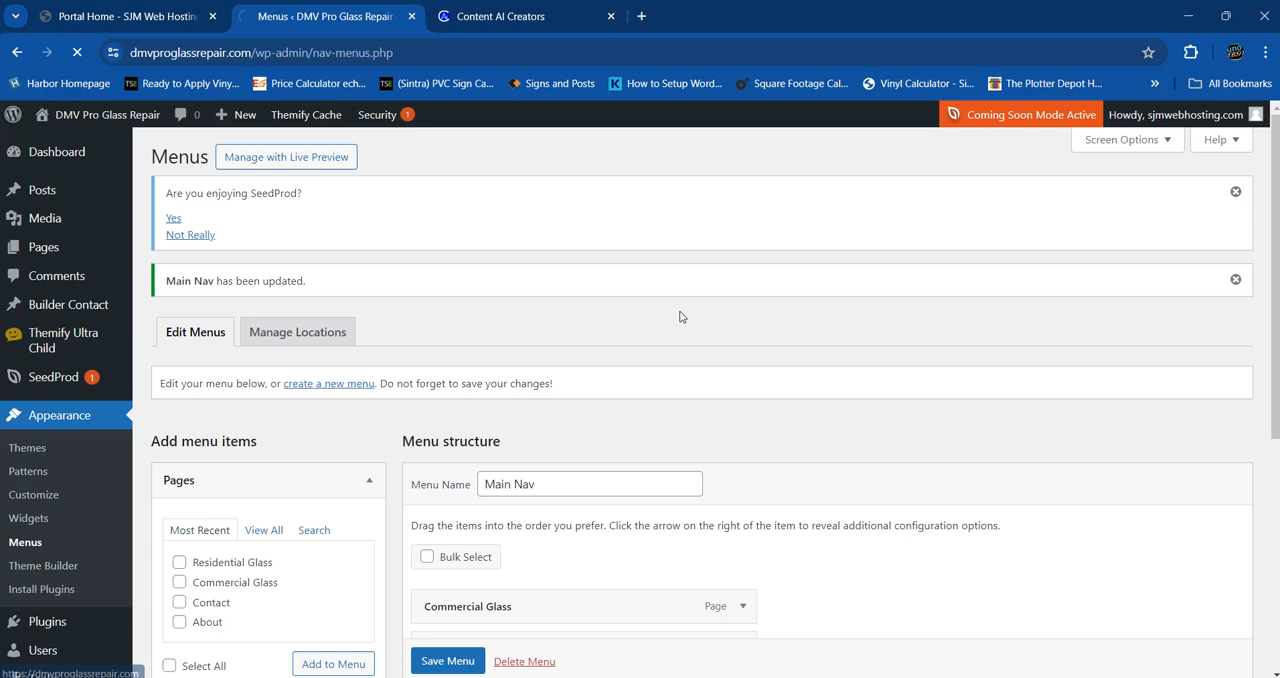 Portal Home - SJM Web Hostin
Menus ‹ DMV Pro Glass Repair
Content AI Creators
dmvproglassrepair.com/wp-admin/nav-menus.php
Harbor Homepage
TSE Ready to Apply Viny...
Price Calculator ech...
TSE (Sintra) PVC Sign Ca...
Signs and Posts
K How to Setup Word...
Square Footage Cal...
Vinyl Calculator - Si...
The Plotter Depot H...
»
All Bookmarks
DMV Pro Glass Repair
0
New
Themify Cache
Security 1
Coming Soon Mode Active
Howdy, sjmwebhosting.com
Dashboard
Posts
Media
Pages
Comments
Builder Contact
Themify Ultra
Child
SeedProd 1
Appearance
Themes
Patterns
Customize
Widgets
Menus
Theme Builder
Install Plugins
Plugins
Users
https://dmvproglassrepair.com
Screen Options
Help
Menus
Manage with Live Preview
Are you enjoying SeedProd?
Yes
Not Really
Main Nav has been updated.
Edit Menus
Manage Locations
Edit your menu below, or create a new menu. Do not forget to save your changes!
Add menu items
Pages
Most Recent
View All
Search
Residential Glass
Commercial Glass
Contact
About
Select All
Add to Menu
Menu structure
Menu Name
Main Nav
Drag the items into the order you prefer. Click the arrow on the right of the item to reveal additional configuration options.
Bulk Select
Commercial Glass
Page
Save Menu
Delete Menu